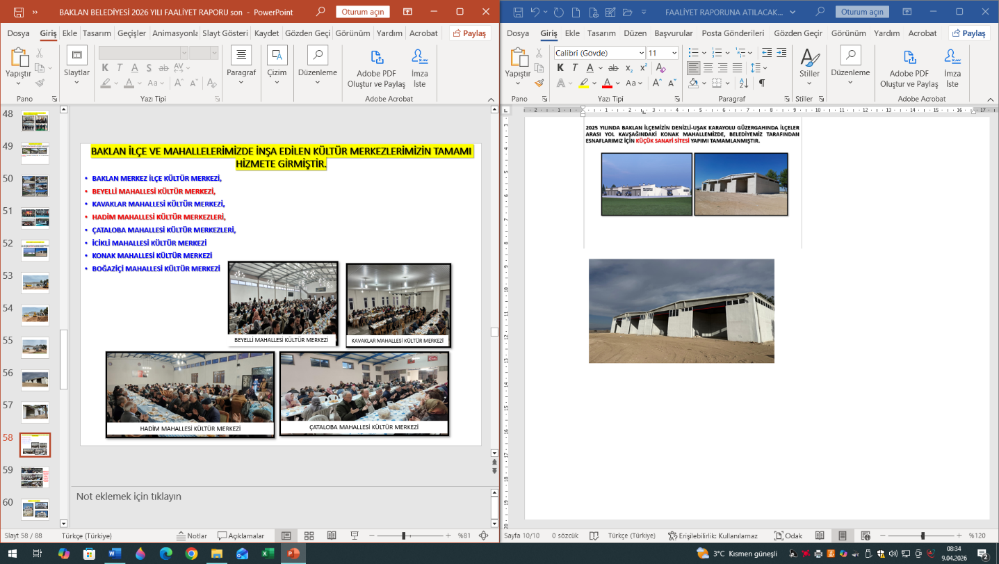 BAKLAN BELEDİYESİ 2026 YILI FAALİYET RAPORU son - PowerPoint
Oturum açın
Dosya Giriş Ekle Tasarım Geçişler Animasyonla Slayt Gösteri Kaydet Gözden Geçi Görünüm Yardım Acrobat Paylaş
Yapıştır
Slaytlar
K T A S ab AV
Aa
Paragraf
Çizim
Düzenleme
Adobe PDF
Oluştur ve Paylaş
İmza
İste
Pano Yazı Tipi Adobe Acrobat
48
49
50
51
52
53
54
55
56
57
58
59
60
BAKLAN İLÇE VE MAHALLELERİMİZDE İNŞA EDİLEN KÜLTÜR MERKEZLERİMİZİN TAMAMI
HİZMETE GİRMİŞTİR.
• BAKLAN MERKEZ İLÇE KÜLTÜR MERKEZİ,
• BEYELLİ MAHALLESİ KÜLTÜR MERKEZİ,
• KAVAKLAR MAHALLESİ KÜLTÜR MERKEZİ,
• HADİM MAHALLESİ KÜLTÜR MERKEZLERİ,
• ÇATALOBA MAHALLESİ KÜLTÜR MERKEZLERİ,
• İCİKLİ MAHALLESİ KÜLTÜR MERKEZİ
• KONAK MAHALLESİ KÜLTÜR MERKEZİ
• BOĞAZİÇİ MAHALLESİ KÜLTÜR MERKEZİ
BEYELLİ MAHALLESİ KÜLTÜR MERKEZİ
KAVAKLAR MAHALLESİ KÜLTÜR MERKEZİ
HADİM MAHALLESİ KÜLTÜR MERKEZİ
ÇATALOBA MAHALLESİ KÜLTÜR MERKEZİ
Not eklemek için tıklayın
Slayt 58 / 88 Türkçe (Türkiye) Notlar Açıklamalar %81
FAALİYET RAPORUNA ATILACAK...
Oturum açın
Dosya Giriş Ekle Tasarım Düzen Başvurular Posta Gönderileri Gözden Geçir Görünüm Yardım Acrobat Paylaş
Yapıştır
Calibri (Gövde) 11
K T A ab x₂ x²
A A Aa
Stiller
Düzenleme
Adobe PDF
Oluştur ve Paylaş
İmza
İste
Pano Yazı Tipi Paragraf Stiller Adobe Acrobat
2025 YILINDA BAKLAN İLÇEMİZİN DENİZLİ-UŞAK KARAYOLU GÜZERGAHINDA İLÇELER
ARASI YOL KAVŞAĞINDAKİ KONAK MAHALLEMİZDE, BELEDİYEMİZ TARAFINDAN
ESNAFLARIMIZ İÇİN KÜÇÜK SANAYİ SİTESİ YAPIMI TAMAMLANMIŞTIR.
Sayfa 10/10 0 sözcük Türkçe (Türkiye) Erişilebilirlik: Kullanılamaz Odak %120
3°C Kısmen güneşli
08:34
9.04.2026
2